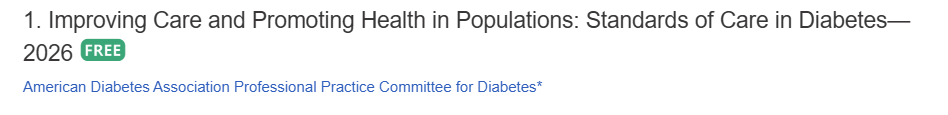 1. Improving Care and Promoting Health in Populations: Standards of Care in Diabetes—
2026 FREE
American Diabetes Association Professional Practice Committee for Diabetes*